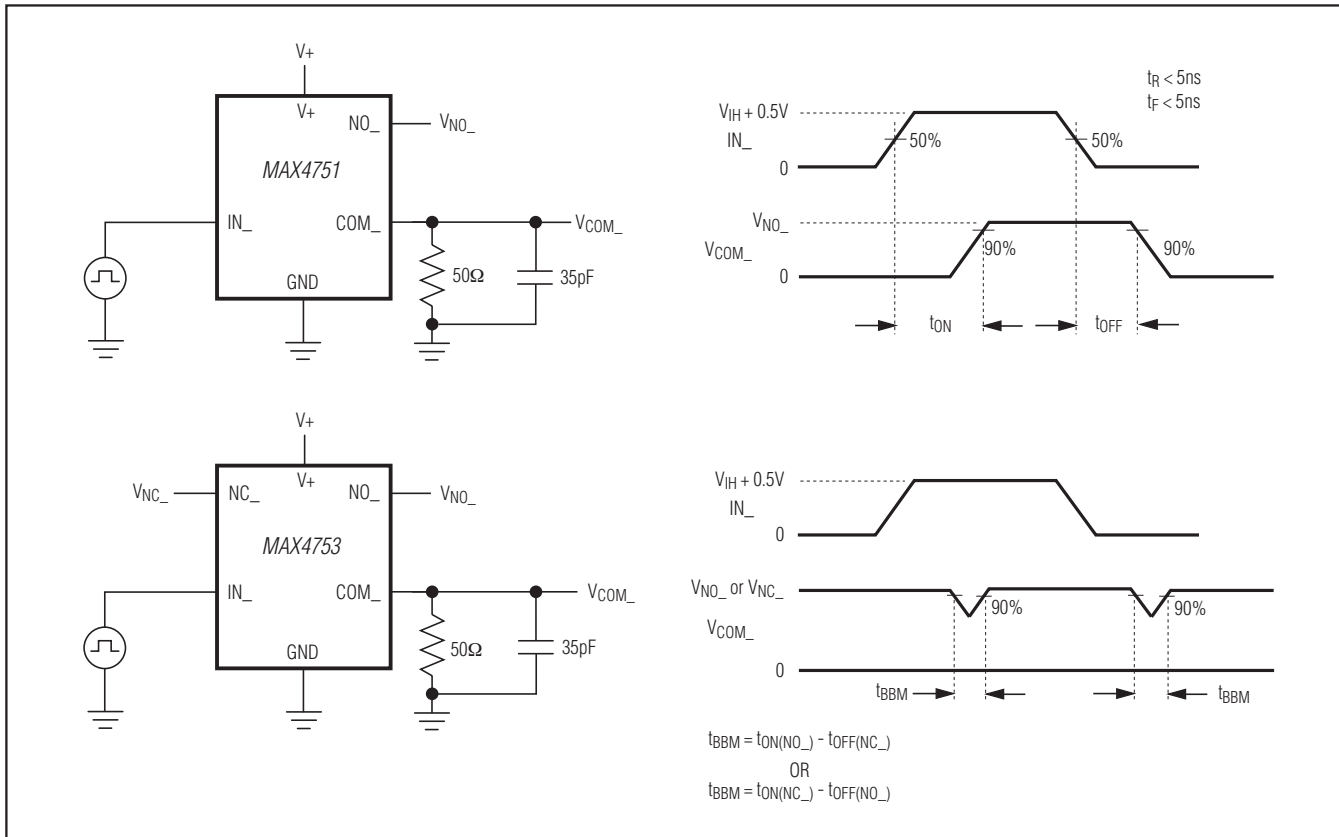 V+
V+
NO_
V_NO_
MAX4751
IN_
COM_
V_COM_
50Ω
35pF
GND
t_R < 5ns
t_F < 5ns
V_IH + 0.5V
IN_
50%
50%
0
V_NO_
V_COM_
90%
90%
0
t_ON
t_OFF
V+
V+
V_NC_
NC_
NO_
V_NO_
MAX4753
IN_
COM_
V_COM_
50Ω
35pF
GND
V_IH + 0.5V
IN_
0
V_NO_ or V_NC_
90%
90%
V_COM_
0
t_BBM
t_BBM
t_BBM = t_ON(NO_) - t_OFF(NC_)
OR
t_BBM = t_ON(NC_) - t_OFF(NO_)